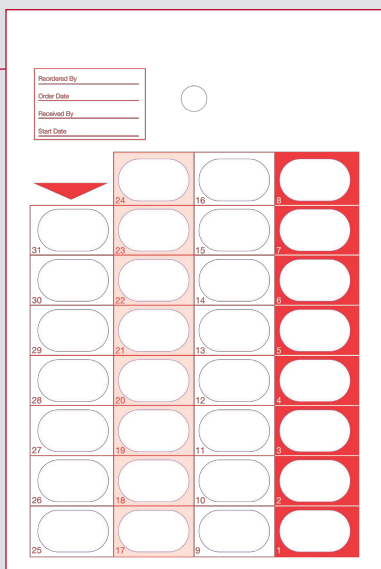 Reordered By
Order Date
Received By
Start Date
24 16 8
31 23 15 7
30 22 14 6
29 21 13 5
28 20 12 4
27 19 11 3
26 18 10 2
25 17 9 1